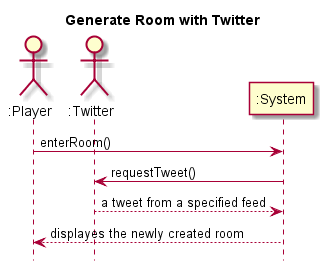 Generate Room with Twitter
:Player
:Twitter
:System
enterRoom()
requestTweet()
a tweet from a specified feed
displayes the newly created room